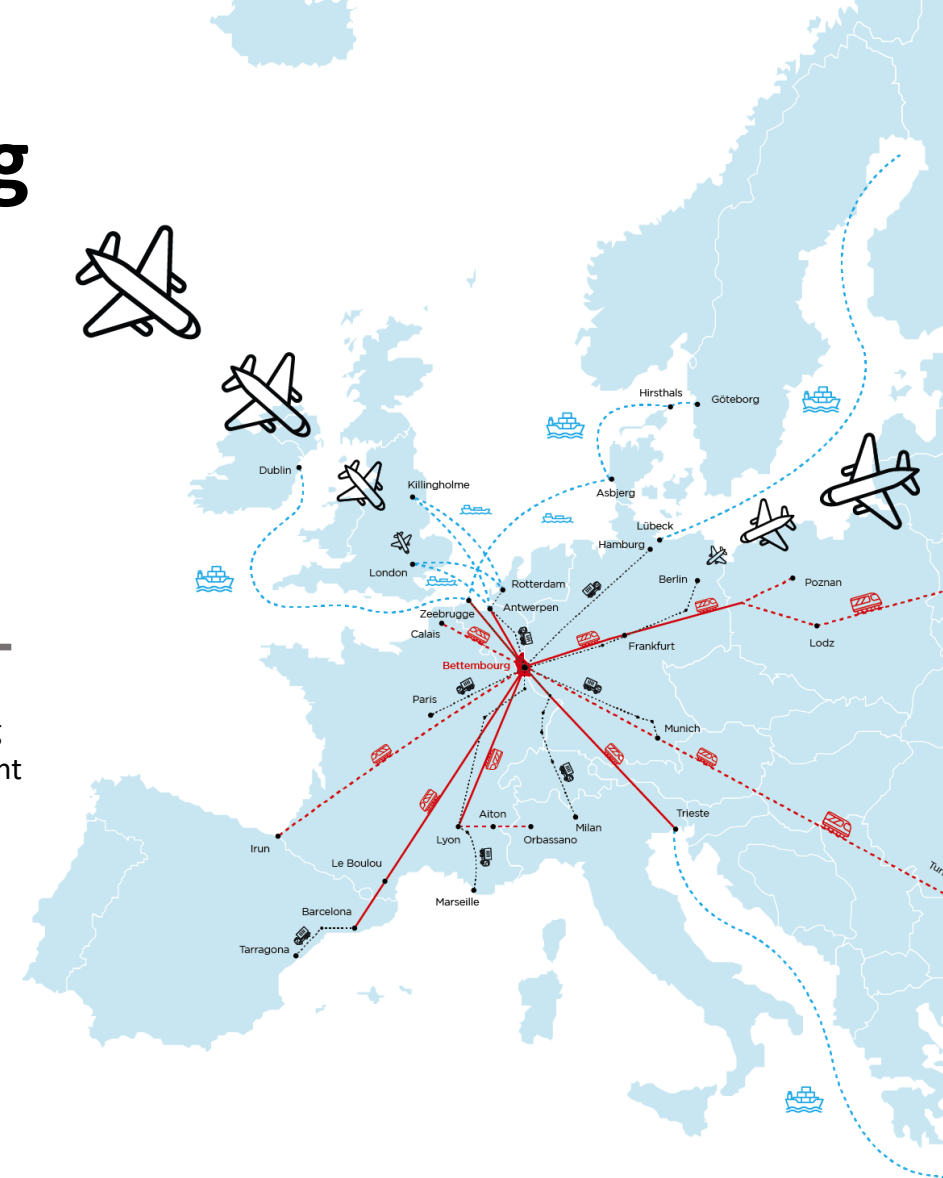 g
nt
Hirsthals
Göteborg
Dublin
Killingholme
Asbjerg
Lübeck
Hamburg
London
Rotterdam
Berlin
Poznan
Zeebrugge
Antwerpen
Calais
Lodz
Frankfurt
Bettembourg
Paris
Munich
Aiton
Trieste
Lyon
Orbassano
Milan
Irun
Le Boulou
Marseille
Barcelona
Tarragona